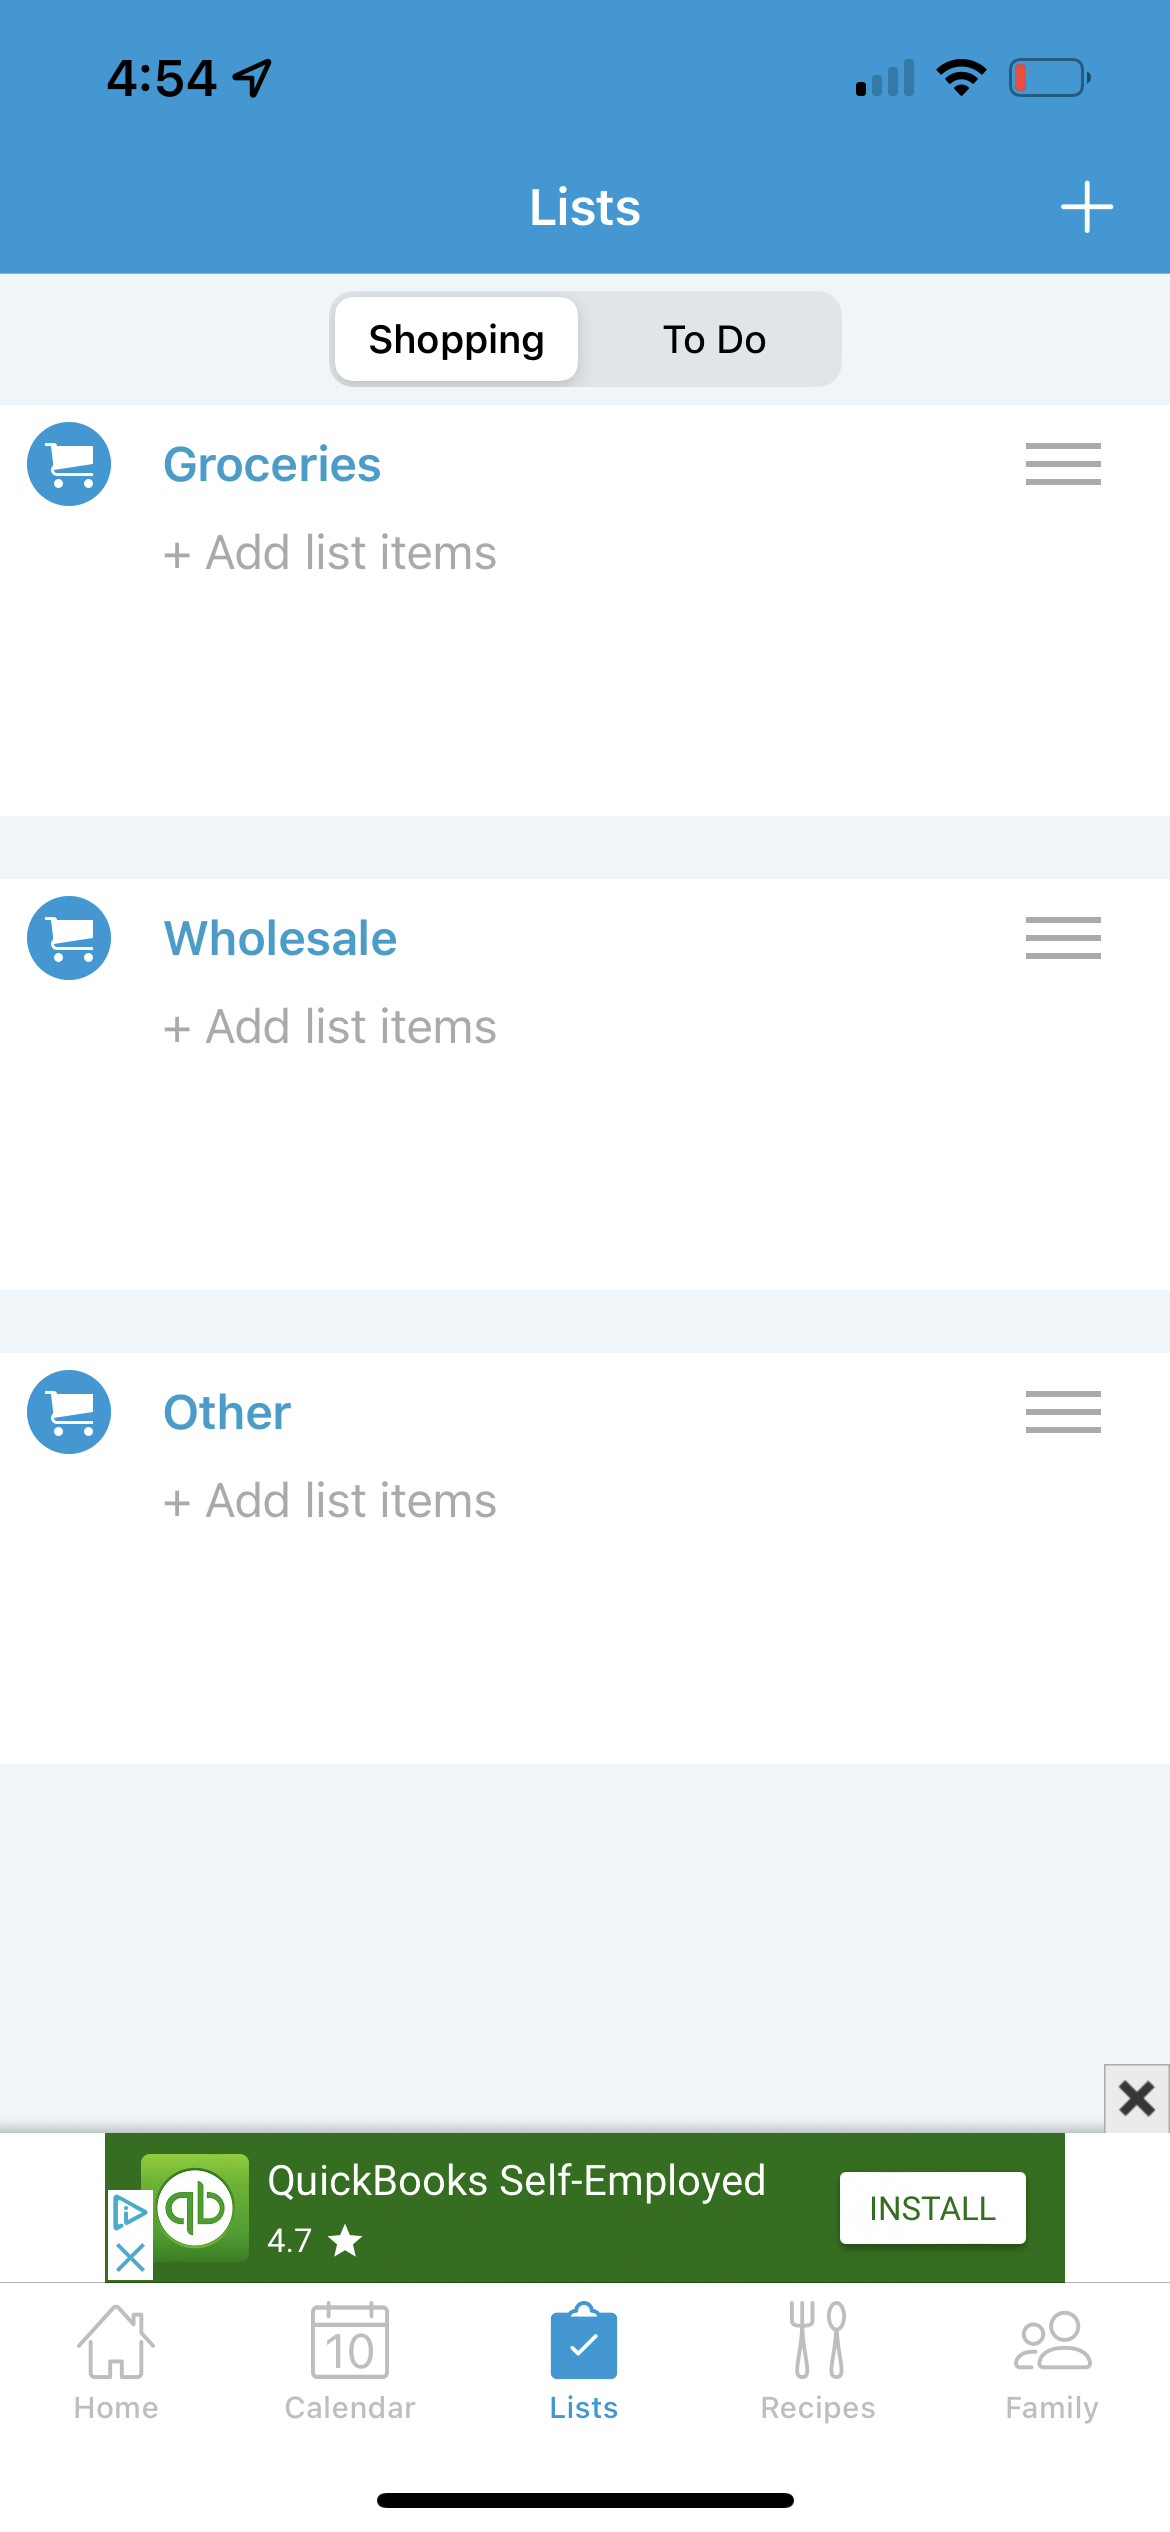 4:54
Lists
Shopping To Do
Groceries
+ Add list items
Wholesale
+ Add list items
Other
+ Add list items
QuickBooks Self-Employed
4.7
INSTALL
qb
10
Home Calendar Lists Recipes Family